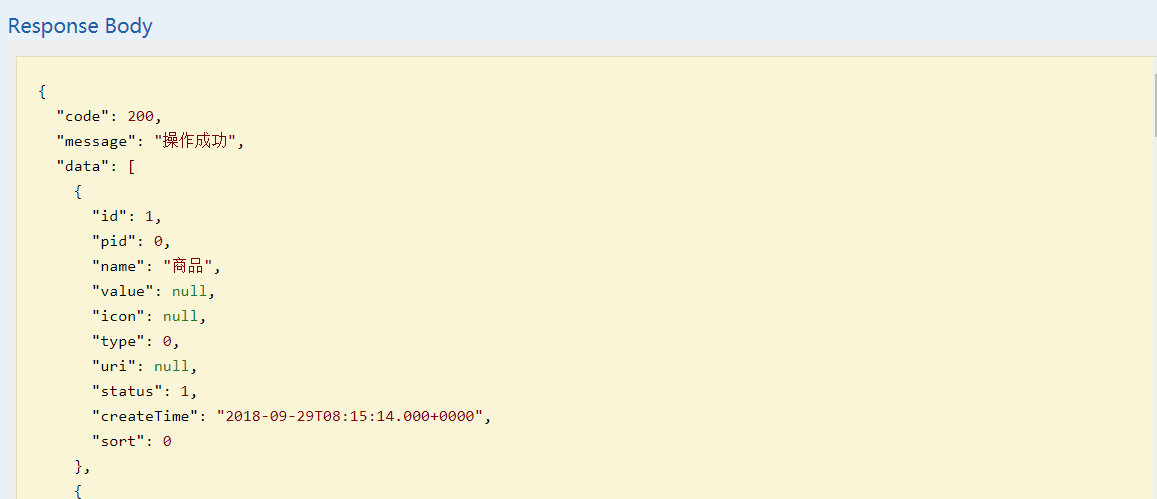 Response Body
{
"code": 200,
"message": "操作成功",
"data": [
{
"id": 1,
"pid": 0,
"name": "商品",
"value": null,
"icon": null,
"type": 0,
"uri": null,
"status": 1,
"createTime": "2018-09-29T08:15:14.000+0000",
"sort": 0
},
{